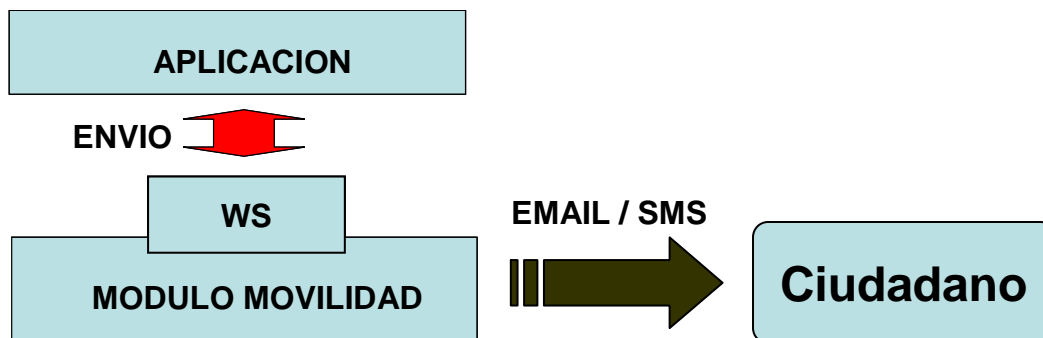 APLICACION
ENVIO
WS
EMAIL / SMS
MODULO MOVILIDAD
Ciudadano